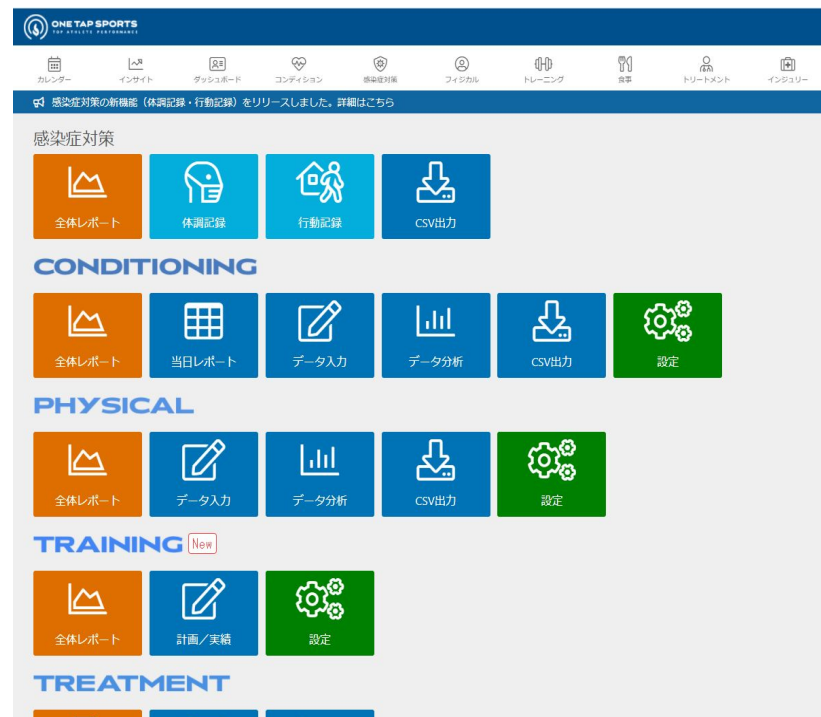 ONE TAP SPORTS
TOP ATHLETE PERFORMANCE
カレンダー インサイト ダッシュボード コンディション 感染症対策 フィジカル トレーニング 食事 トリートメント インジュリー
感染症対策の新機能（体調記録・行動記録）をリリースしました。詳細はこちら
感染症対策
全体レポート 体調記録 行動記録 CSV出力
CONDITIONING
全体レポート 当日レポート データ入力 データ分析 CSV出力 設定
PHYSICAL
全体レポート データ入力 データ分析 CSV出力 設定
TRAINING New
全体レポート 計画／実績 設定
TREATMENT